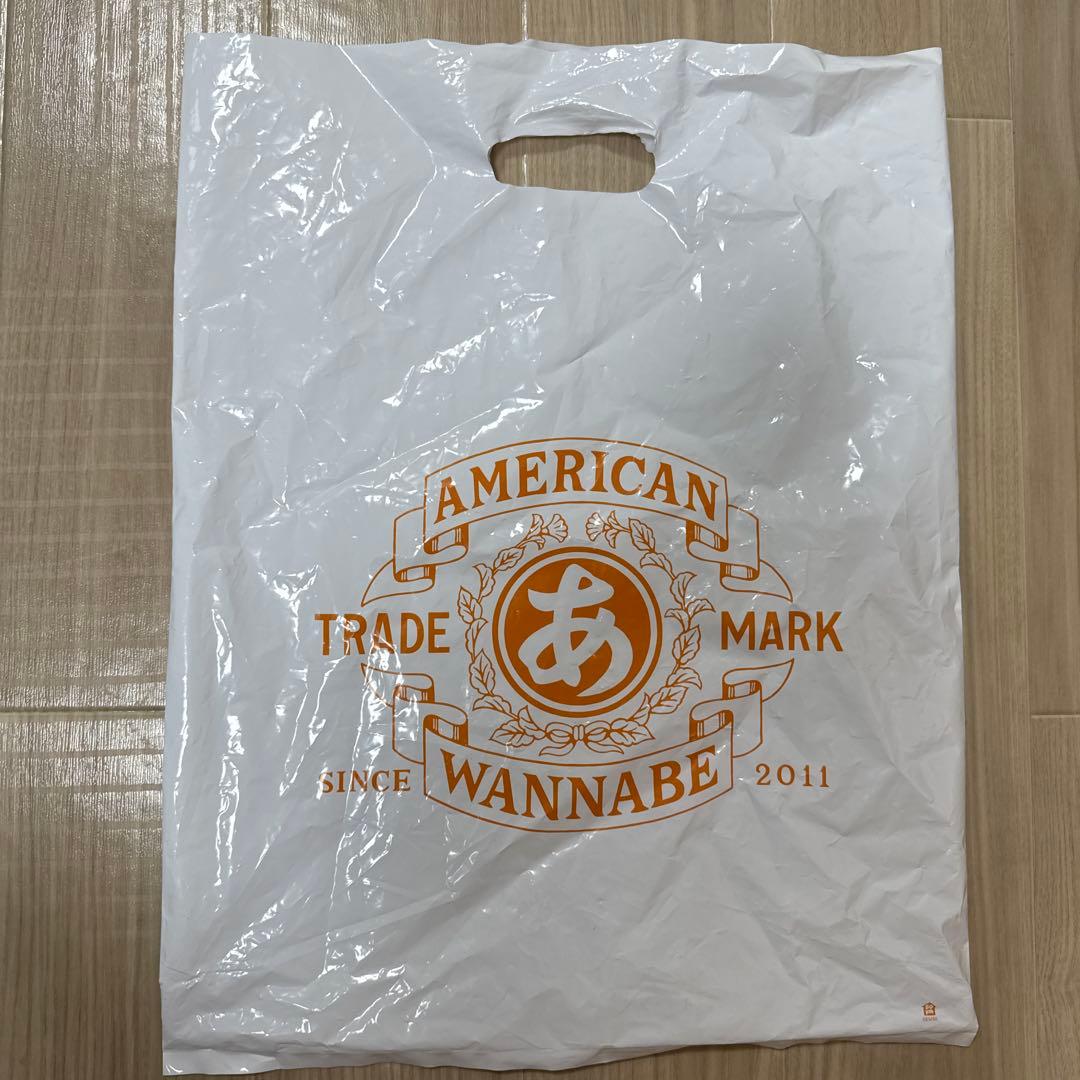 AMERICAN
TRADE あ MARK
SINCE WANNABE 2011